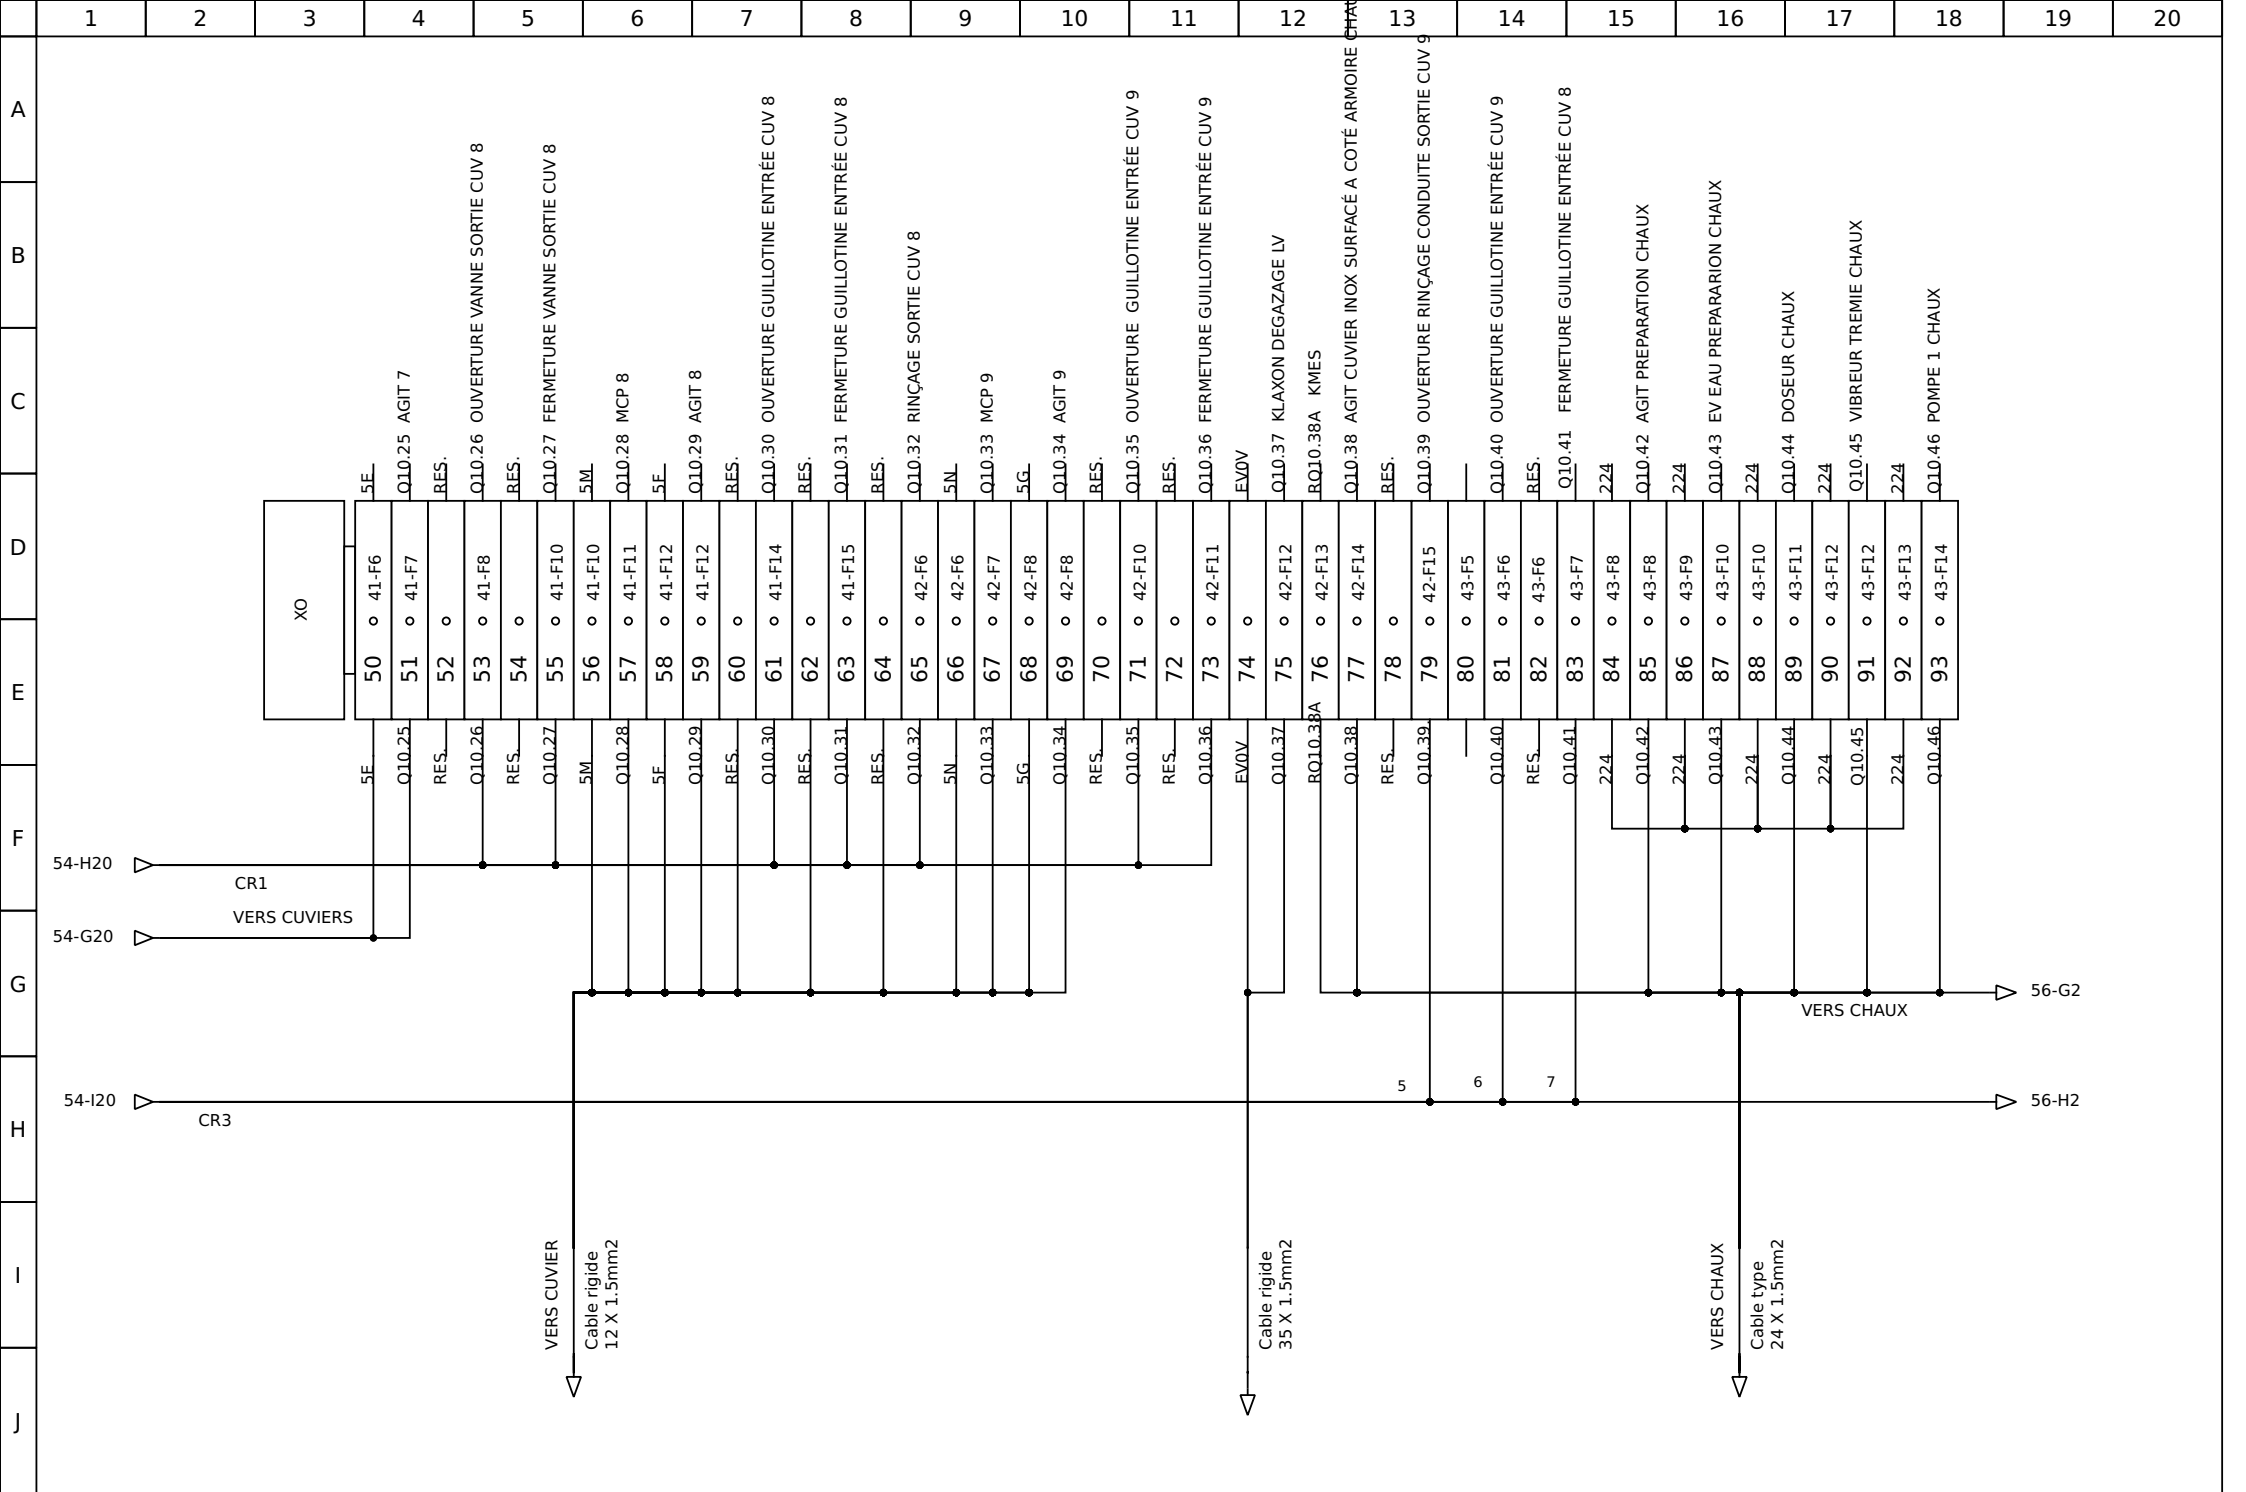 1 2 3 4 5 6 7 8 9 10 11 12 13 14 15 16 17 18 19 20
A
B
C
D
E
F
G
H
I
J
5E
Q10.25 AGIT 7
RES.
Q10.26 OUVERTURE VANNE SORTIE CUV 8
RES.
Q10.27 FERMETURE VANNE SORTIE CUV 8
5M
Q10.28 MCP 8
5F
Q10.29 AGIT 8
RES.
Q10.30 OUVERTURE GUILLOTINE ENTRÉE CUV 8
RES.
Q10.31 FERMETURE GUILLOTINE ENTRÉE CUV 8
RES.
Q10.32 RINÇAGE SORTIE CUV 8
5N
Q10.33 MCP 9
5G
Q10.34 AGIT 9
RES.
Q10.35 OUVERTURE GUILLOTINE ENTRÉE CUV 9
RES.
Q10.36 FERMETURE GUILLOTINE ENTRÉE CUV 9
EV0V
Q10.37 KLAXON DEGAZAGE LV
RQ10.38A KMES
Q10.38 AGIT CUVIER INOX SURFACÉ A COTÉ ARMOIRE CHAU
RES.
Q10.39 OUVERTURE RINÇAGE CONDUITE SORTIE CUV 9
Q10.40 OUVERTURE GUILLOTINE ENTRÉE CUV 9
RES.
Q10.41 FERMETURE GUILLOTINE ENTRÉE CUV 8
224
Q10.42 AGIT PREPARATION CHAUX
224
Q10.43 EV EAU PREPARARION CHAUX
224
Q10.44 DOSEUR CHAUX
224
Q10.45 VIBREUR TREMIE CHAUX
224
Q10.46 POMPE 1 CHAUX
XO
50 41-F6
51 41-F7
52
53 41-F8
54
55 41-F10
56 41-F10
57 41-F11
58 41-F12
59 41-F12
60
61 41-F14
62
63 41-F15
64
65 42-F6
66 42-F6
67 42-F7
68 42-F8
69 42-F8
70
71 42-F10
72
73 42-F11
74
75 42-F12
76 42-F13
77 42-F14
78
79 42-F15
80 43-F5
81 43-F6
82 43-F6
83 43-F7
84 43-F8
85 43-F8
86 43-F9
87 43-F10
88 43-F10
89 43-F11
90 43-F12
91 43-F12
92 43-F13
93 43-F14
5E
Q10.25
RES.
Q10.26
RES.
Q10.27
5M
Q10.28
5F
Q10.29
RES.
Q10.30
RES.
Q10.31
RES.
Q10.32
5N
Q10.33
5G
Q10.34
RES.
Q10.35
RES.
Q10.36
EV0V
Q10.37
RQ10.38A
Q10.38
RES.
Q10.39
Q10.40
RES.
Q10.41
224
Q10.42
224
Q10.43
224
Q10.44
224
Q10.45
224
Q10.46
54-H20
CR1
VERS CUVIERS
54-G20
56-G2
VERS CHAUX
5 6 7
54-I20
56-H2
CR3
VERS CUVIER
Cable rigide
12 X 1.5mm2
Cable rigide
35 X 1.5mm2
VERS CHAUX
Cable type
24 X 1.5mm2